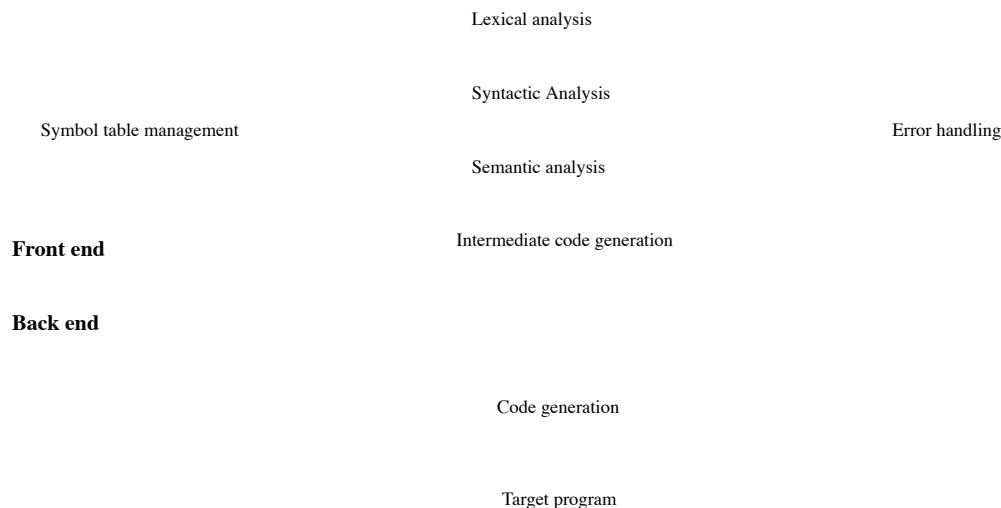 Lexical analysis
Syntactic Analysis
Symbol table management
Error handling
Semantic analysis
Intermediate code generation
Front end
Back end
Code generation
Target program